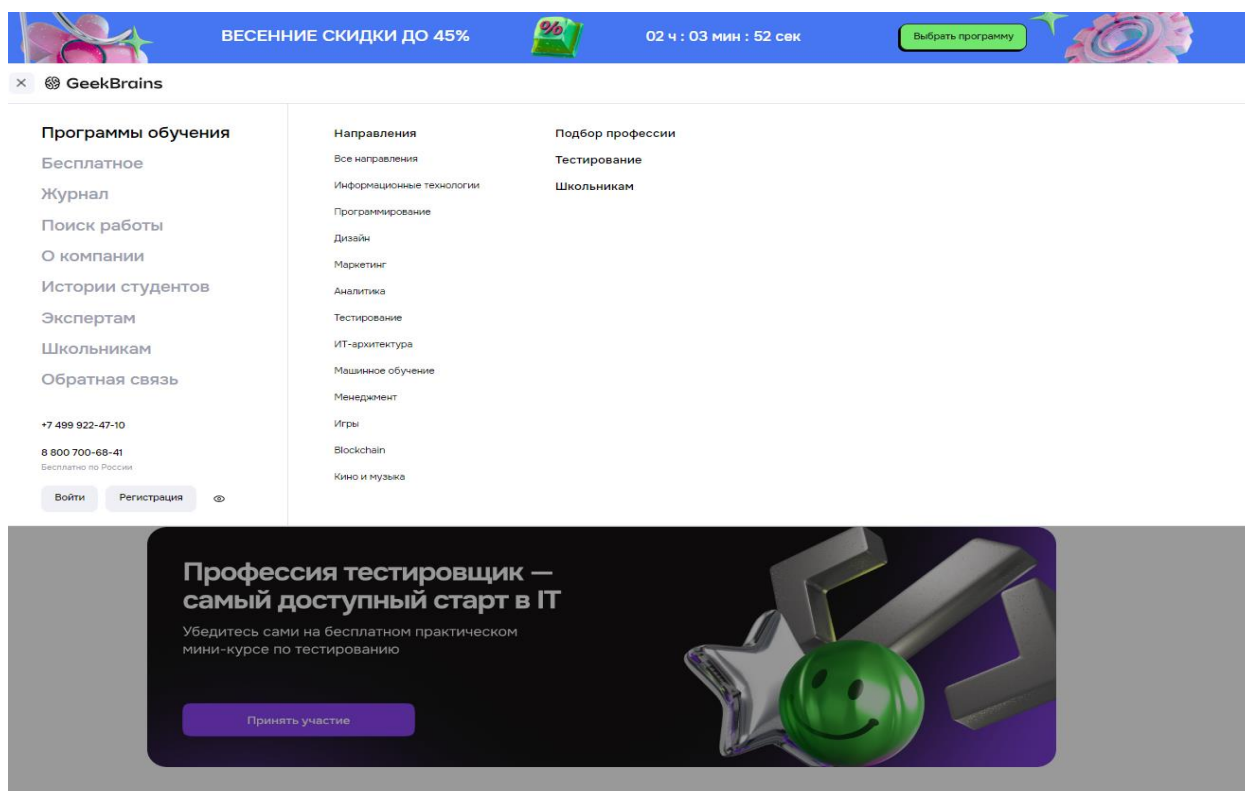 ВЕСЕННИЕ СКИДКИ ДО 45%
%
02 ч : 03 мин : 52 сек
Выбрать программу
GeekBrains
Программы обучения
Бесплатное
Журнал
Поиск работы
О компании
Истории студентов
Экспертам
Школьникам
Обратная связь
+7 499 922-47-10
8 800 700-68-41
Бесплатно по России
Войти
Регистрация
Направления
Все направления
Информационные технологии
Программирование
Дизайн
Маркетинг
Аналитика
Тестирование
ИТ-архитектура
Машинное обучение
Менеджмент
Игры
Blockchain
Кино и музыка
Подбор профессии
Тестирование
Школьникам
Профессия тестировщик —
самый доступный старт в IT
Убедитесь сами на бесплатном практическом
мини-курсе по тестированию
Принять участие